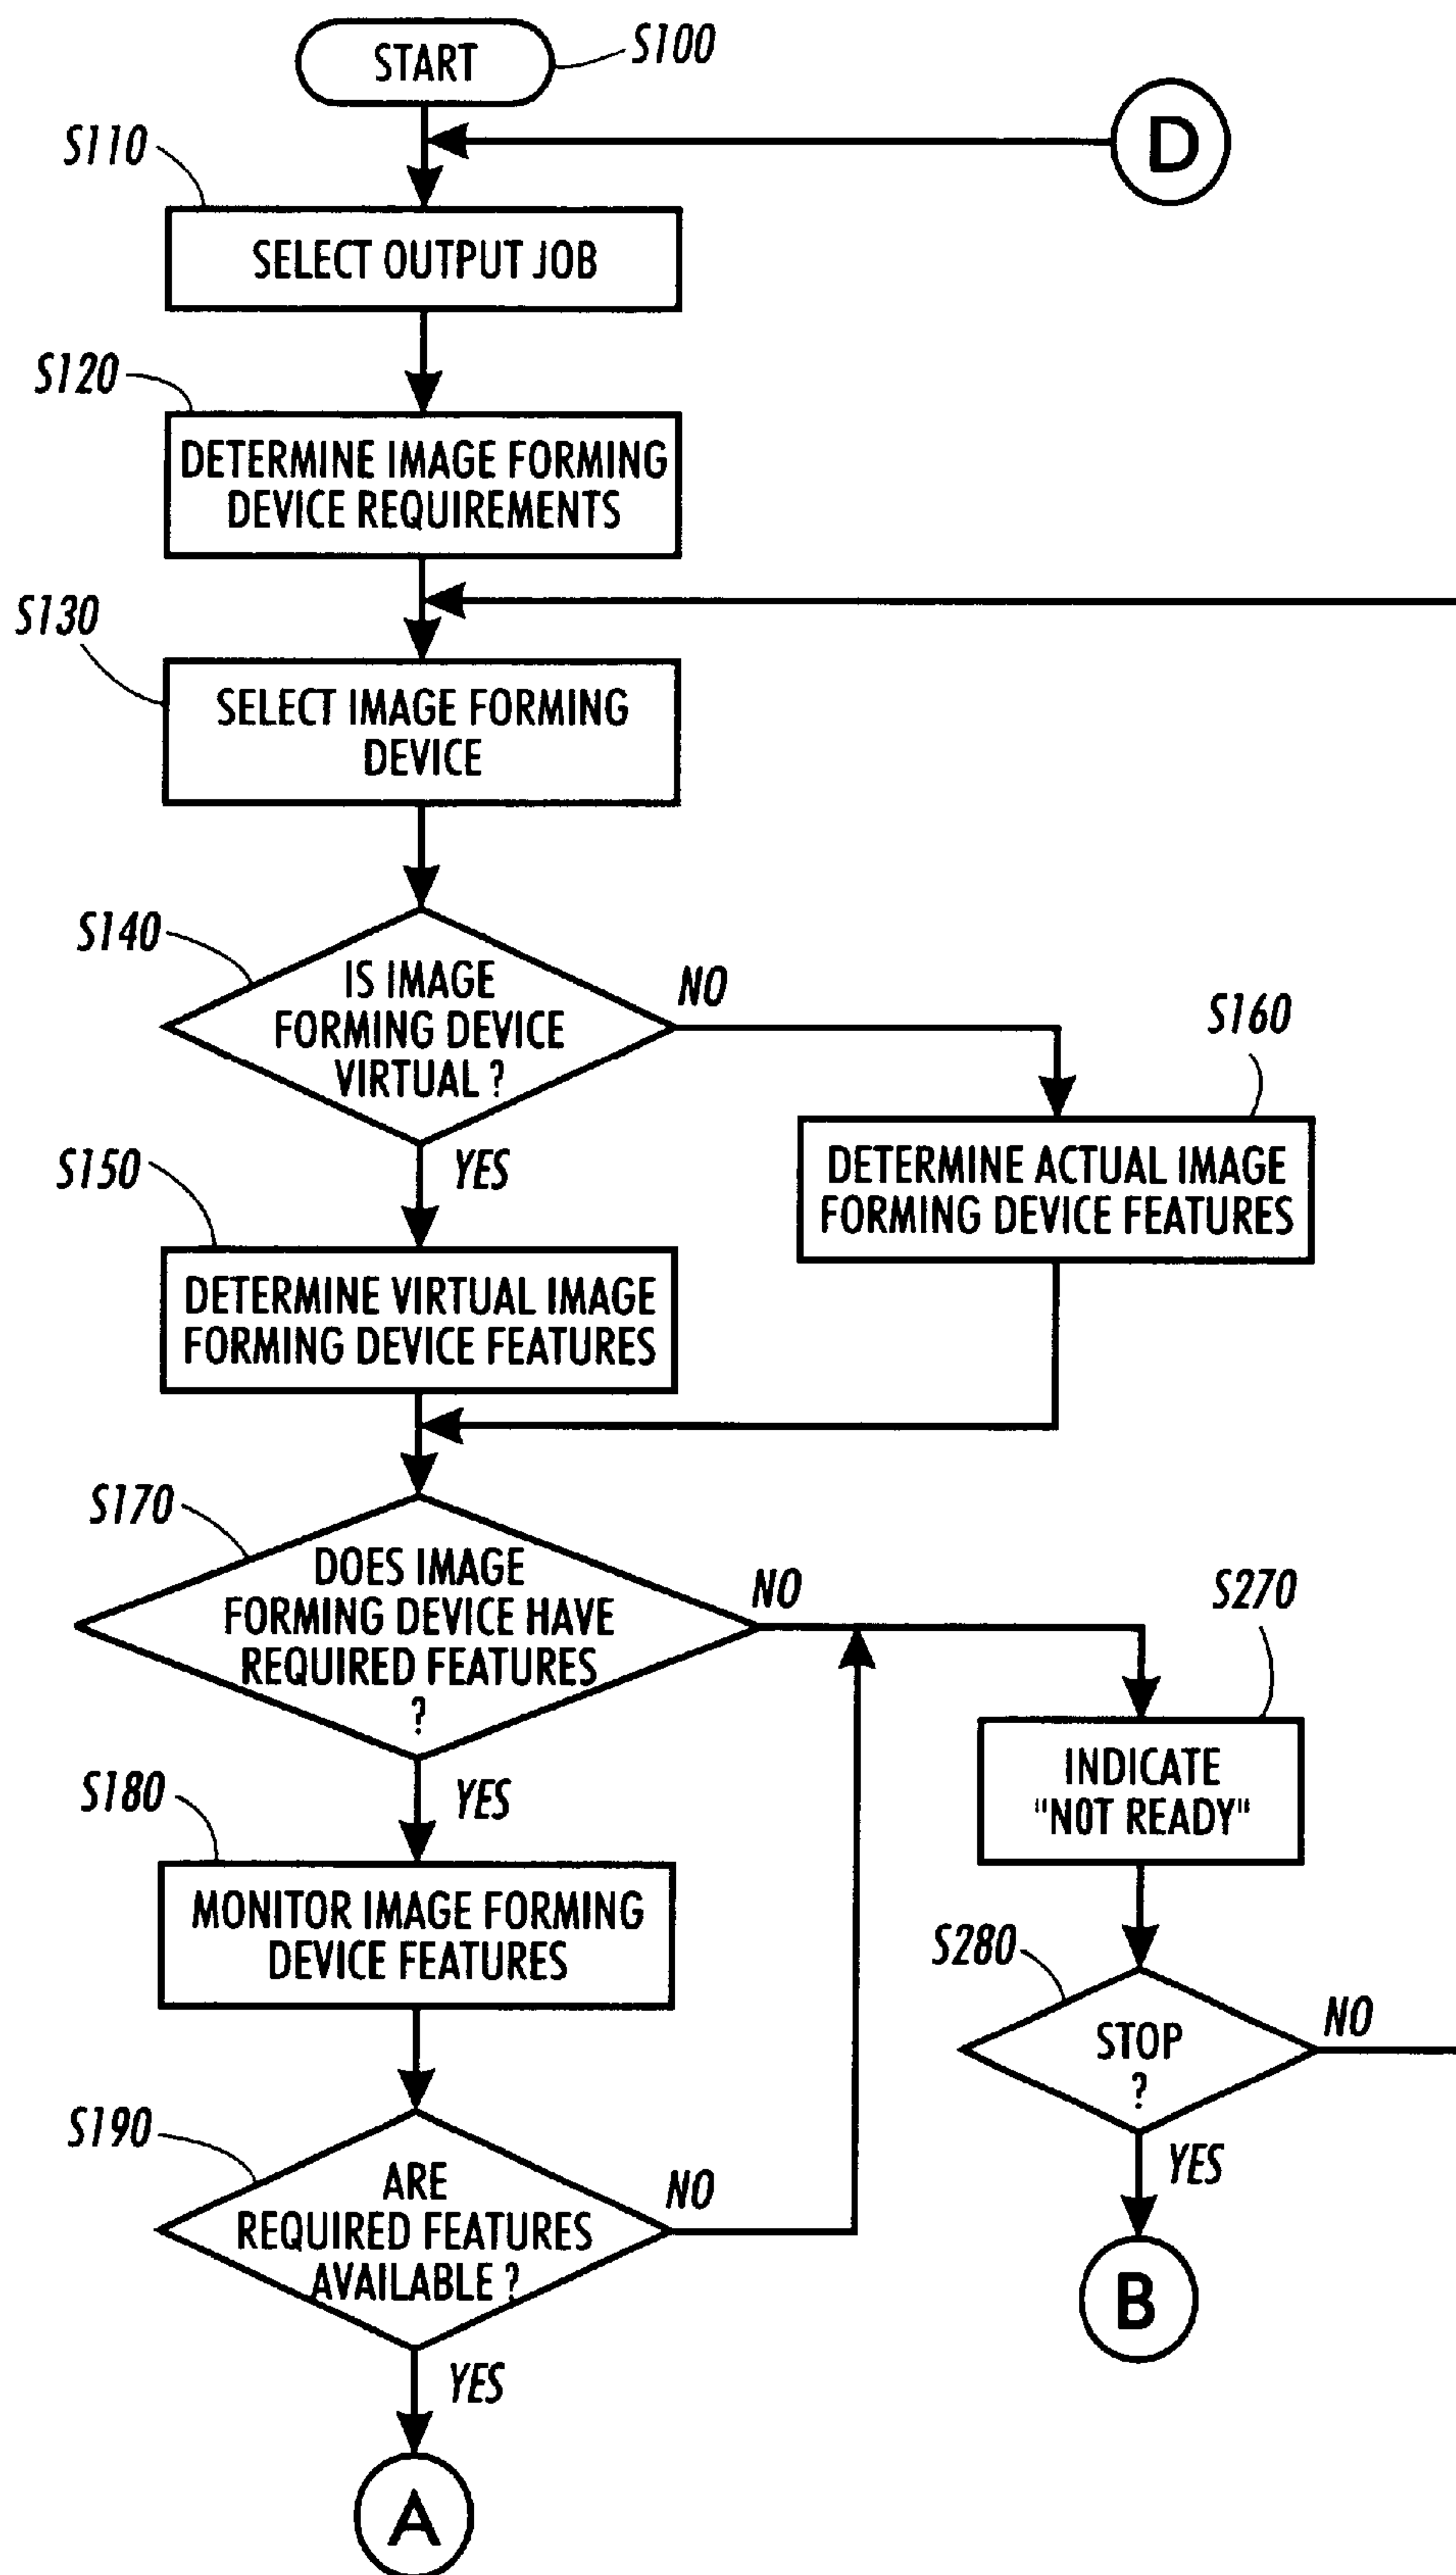 START
S100
D
S110
SELECT OUTPUT JOB
S120
DETERMINE IMAGE FORMING
DEVICE REQUIREMENTS
S130
SELECT IMAGE FORMING
DEVICE
S140
IS IMAGE
FORMING DEVICE
VIRTUAL ?
NO
YES
S160
DETERMINE ACTUAL IMAGE
FORMING DEVICE FEATURES
S150
DETERMINE VIRTUAL IMAGE
FORMING DEVICE FEATURES
S170
DOES IMAGE
FORMING DEVICE HAVE
REQUIRED FEATURES
?
NO
YES
S270
INDICATE
"NOT READY"
S180
MONITOR IMAGE FORMING
DEVICE FEATURES
S280
STOP
?
NO
YES
B
S190
ARE
REQUIRED FEATURES
AVAILABLE ?
NO
YES
A